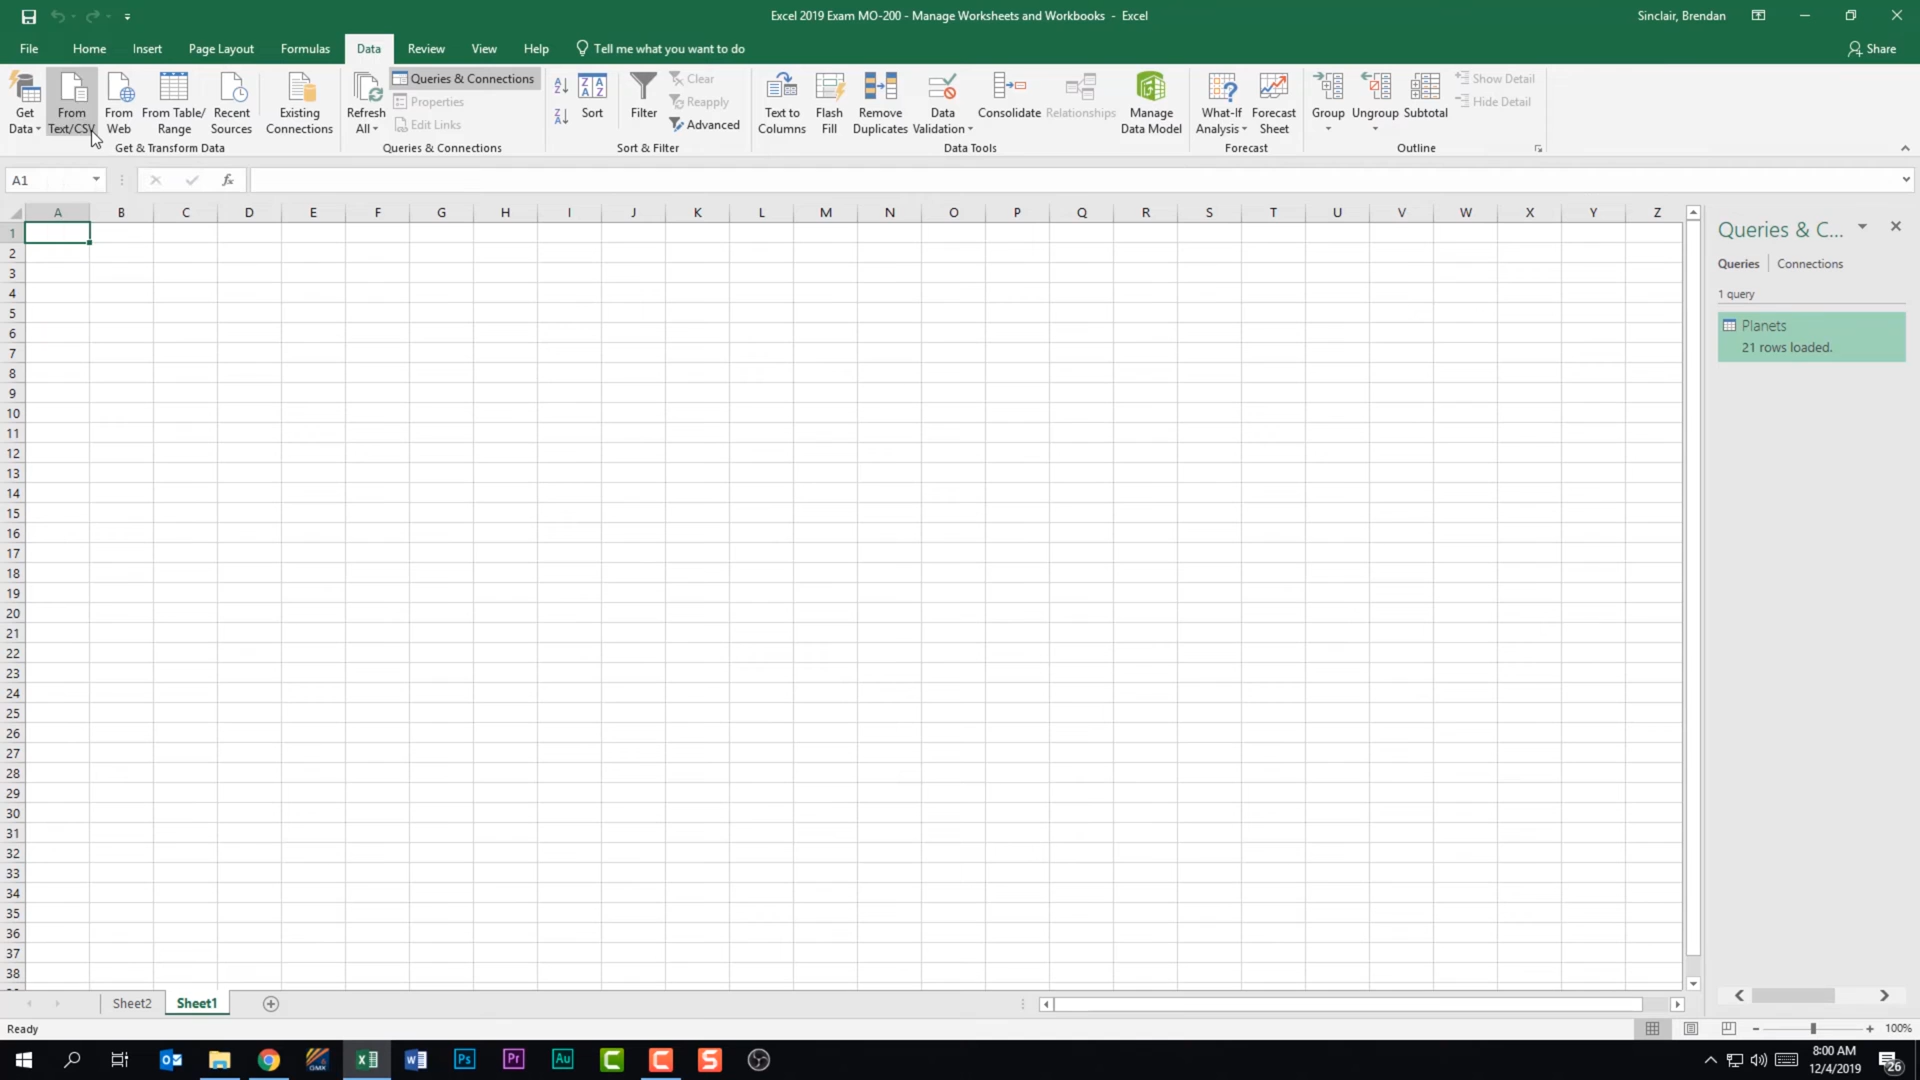 Excel 2019 Exam MO-200 - Manage Worksheets and Workbooks - Excel
Sinclair, Brendan
File Home Insert Page Layout Formulas Data Review View Help Tell me what you want to do Share
Get Data
From Text/CSV
From Web
From Table/ Range
Recent Sources
Existing Connections
Get & Transform Data
Refresh All
Queries & Connections
Properties
Edit Links
Queries & Connections
Sort
Filter
Clear
Reapply
Advanced
Sort & Filter
Text to Columns
Flash Fill
Remove Duplicates
Data Validation
Consolidate
Relationships
Manage Data Model
Data Tools
What-If Analysis
Forecast Sheet
Forecast
Group
Ungroup
Subtotal
Show Detail
Hide Detail
Outline
A1
fx
A B C D E F G H I J K L M N O P Q R S T U V W X Y Z
1
2
3
4
5
6
7
8
9
10
11
12
13
14
15
16
17
18
19
20
21
22
23
24
25
26
27
28
29
30
31
32
33
34
35
36
37
38
Queries & C...
Queries Connections
1 query
Planets
21 rows loaded.
Sheet2 Sheet1
Ready
100%
8:00 AM
12/4/2019
26